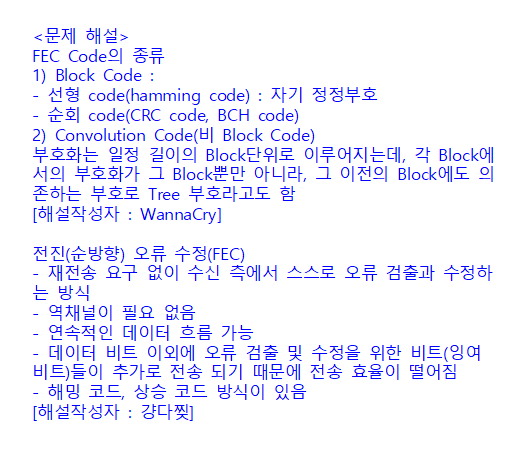 <문제 해설>
FEC Code의 종류
1) Block Code :
- 선형 code(hamming code) : 자기 정정부호
- 순회 code(CRC code, BCH code)
2) Convolution Code(비 Block Code)
부호화는 일정 길이의 Block단위로 이루어지는데, 각 Block에
서의 부호화가 그 Block뿐만 아니라, 그 이전의 Block에도 의
존하는 부호로 Tree 부호라고도 함
[해설작성자 : WannaCry]
전진(순방향) 오류 수정(FEC)
- 재전송 요구 없이 수신 측에서 스스로 오류 검출과 수정하
는 방식
- 역채널이 필요 없음
- 연속적인 데이터 흐름 가능
- 데이터 비트 이외에 오류 검출 및 수정을 위한 비트(잉여
비트)들이 추가로 전송 되기 때문에 전송 효율이 떨어짐
- 해밍 코드, 상승 코드 방식이 있음
[해설작성자 : 걍다찢]